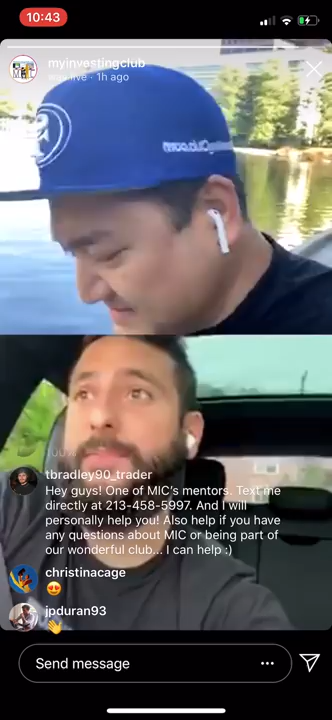 10:43
myinvestingclub
was live · 1h ago
tbradley90_trader
Hey guys! One of MIC’s mentors. Text me
directly at 213-458-5997. And I will
personally help you! Also help if you have
any questions about MIC or being part of
our wonderful club... I can help :)
christinacage
😍
jpduran93
👋
Send message